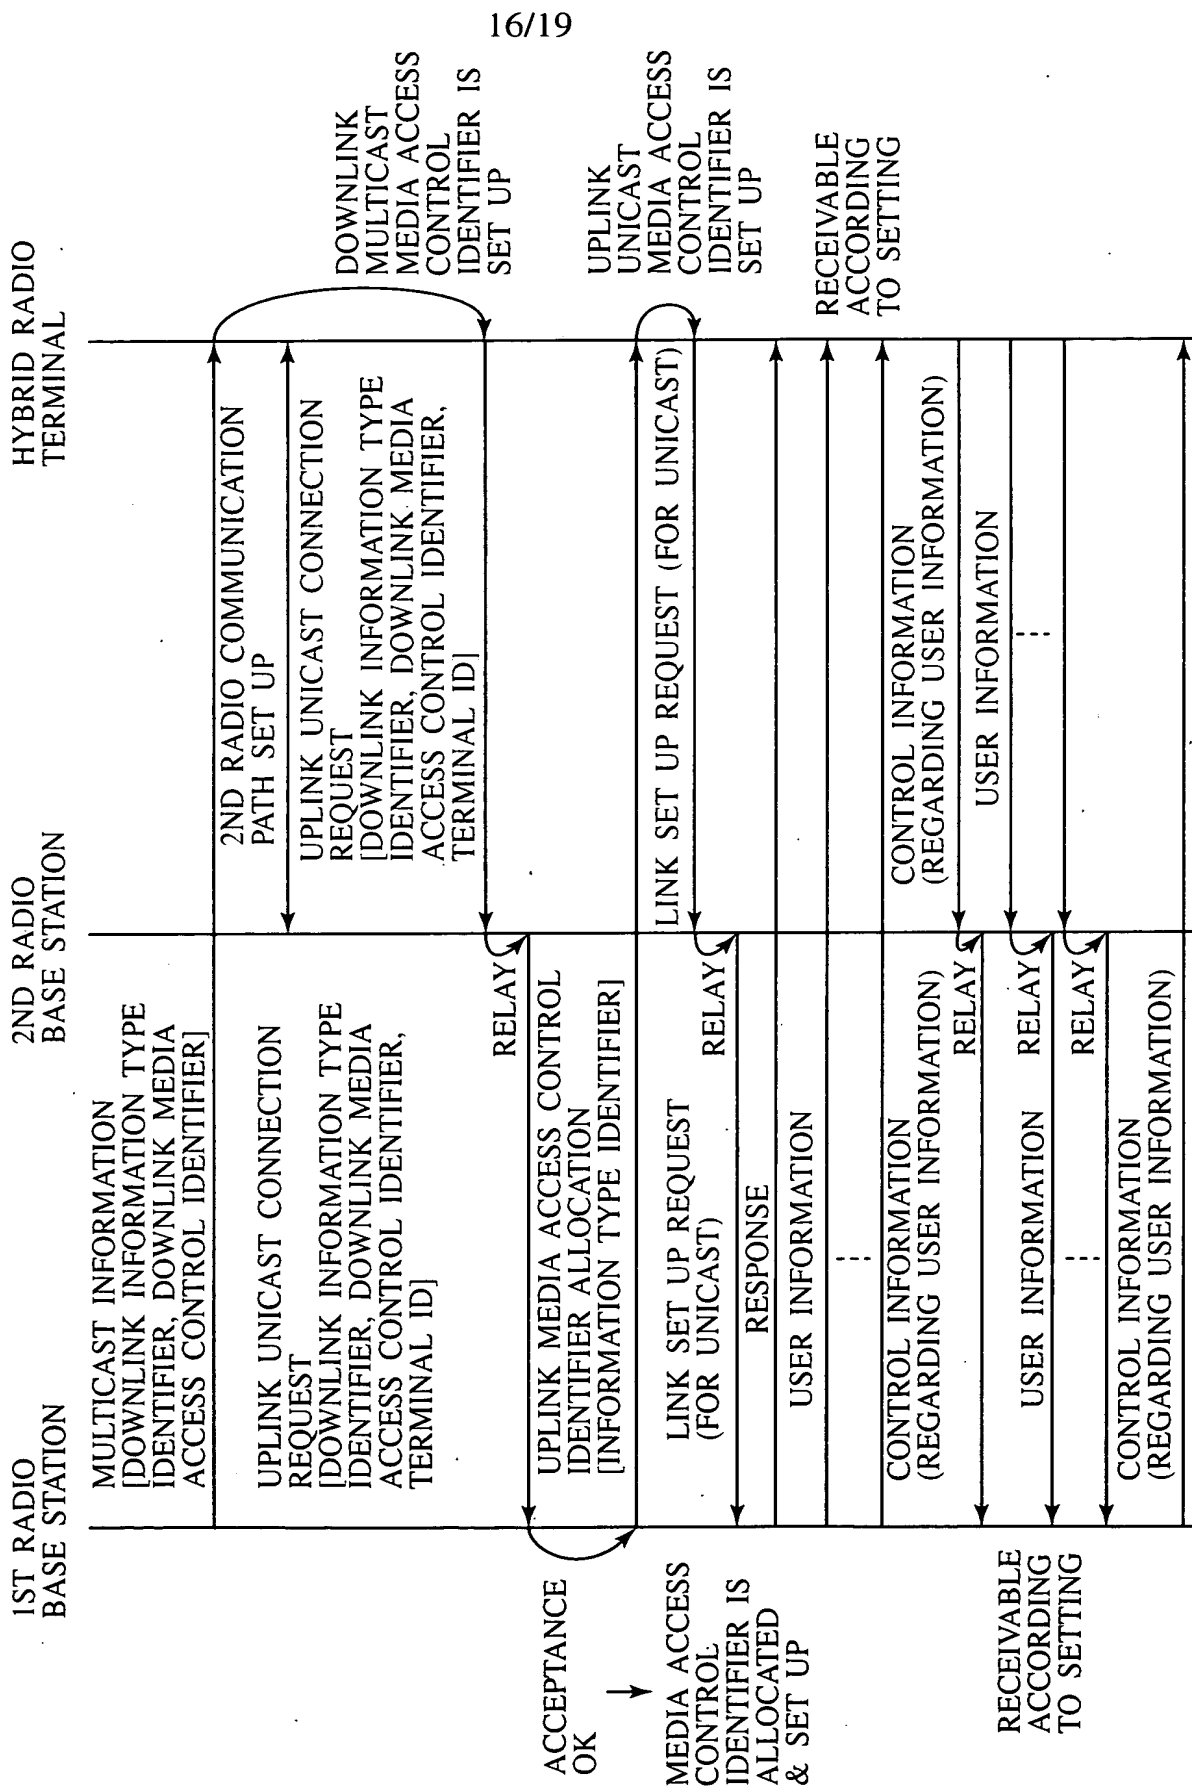 16/19
1ST RADIO
BASE STATION
2ND RADIO
BASE STATION
HYBRID RADIO
TERMINAL
MULTICAST INFORMATION
[DOWNLINK INFORMATION TYPE
IDENTIFIER, DOWNLINK MEDIA
ACCESS CONTROL IDENTIFIER]
2ND RADIO COMMUNICATION
PATH SET UP
DOWNLINK
MULTICAST
MEDIA ACCESS
CONTROL
IDENTIFIER IS
SET UP
UPLINK UNICAST CONNECTION
REQUEST
[DOWNLINK INFORMATION TYPE
IDENTIFIER, DOWNLINK MEDIA
ACCESS CONTROL IDENTIFIER,
TERMINAL ID]
UPLINK UNICAST CONNECTION
REQUEST
[DOWNLINK INFORMATION TYPE
IDENTIFIER, DOWNLINK MEDIA
ACCESS CONTROL IDENTIFIER,
TERMINAL ID]
RELAY
ACCEPTANCE
OK
MEDIA ACCESS
CONTROL
IDENTIFIER IS
ALLOCATED
& SET UP
UPLINK MEDIA ACCESS CONTROL
IDENTIFIER ALLOCATION
[INFORMATION TYPE IDENTIFIER]
UPLINK
UNICAST
MEDIA ACCESS
CONTROL
IDENTIFIER IS
SET UP
LINK SET UP REQUEST (FOR UNICAST)
LINK SET UP REQUEST
(FOR UNICAST)
RELAY
RESPONSE
USER INFORMATION
RECEIVABLE
ACCORDING
TO SETTING
CONTROL INFORMATION
(REGARDING USER INFORMATION)
CONTROL INFORMATION
(REGARDING USER INFORMATION)
RELAY
USER INFORMATION
RECEIVABLE
ACCORDING
TO SETTING
USER INFORMATION
RELAY
RELAY
CONTROL INFORMATION
(REGARDING USER INFORMATION)